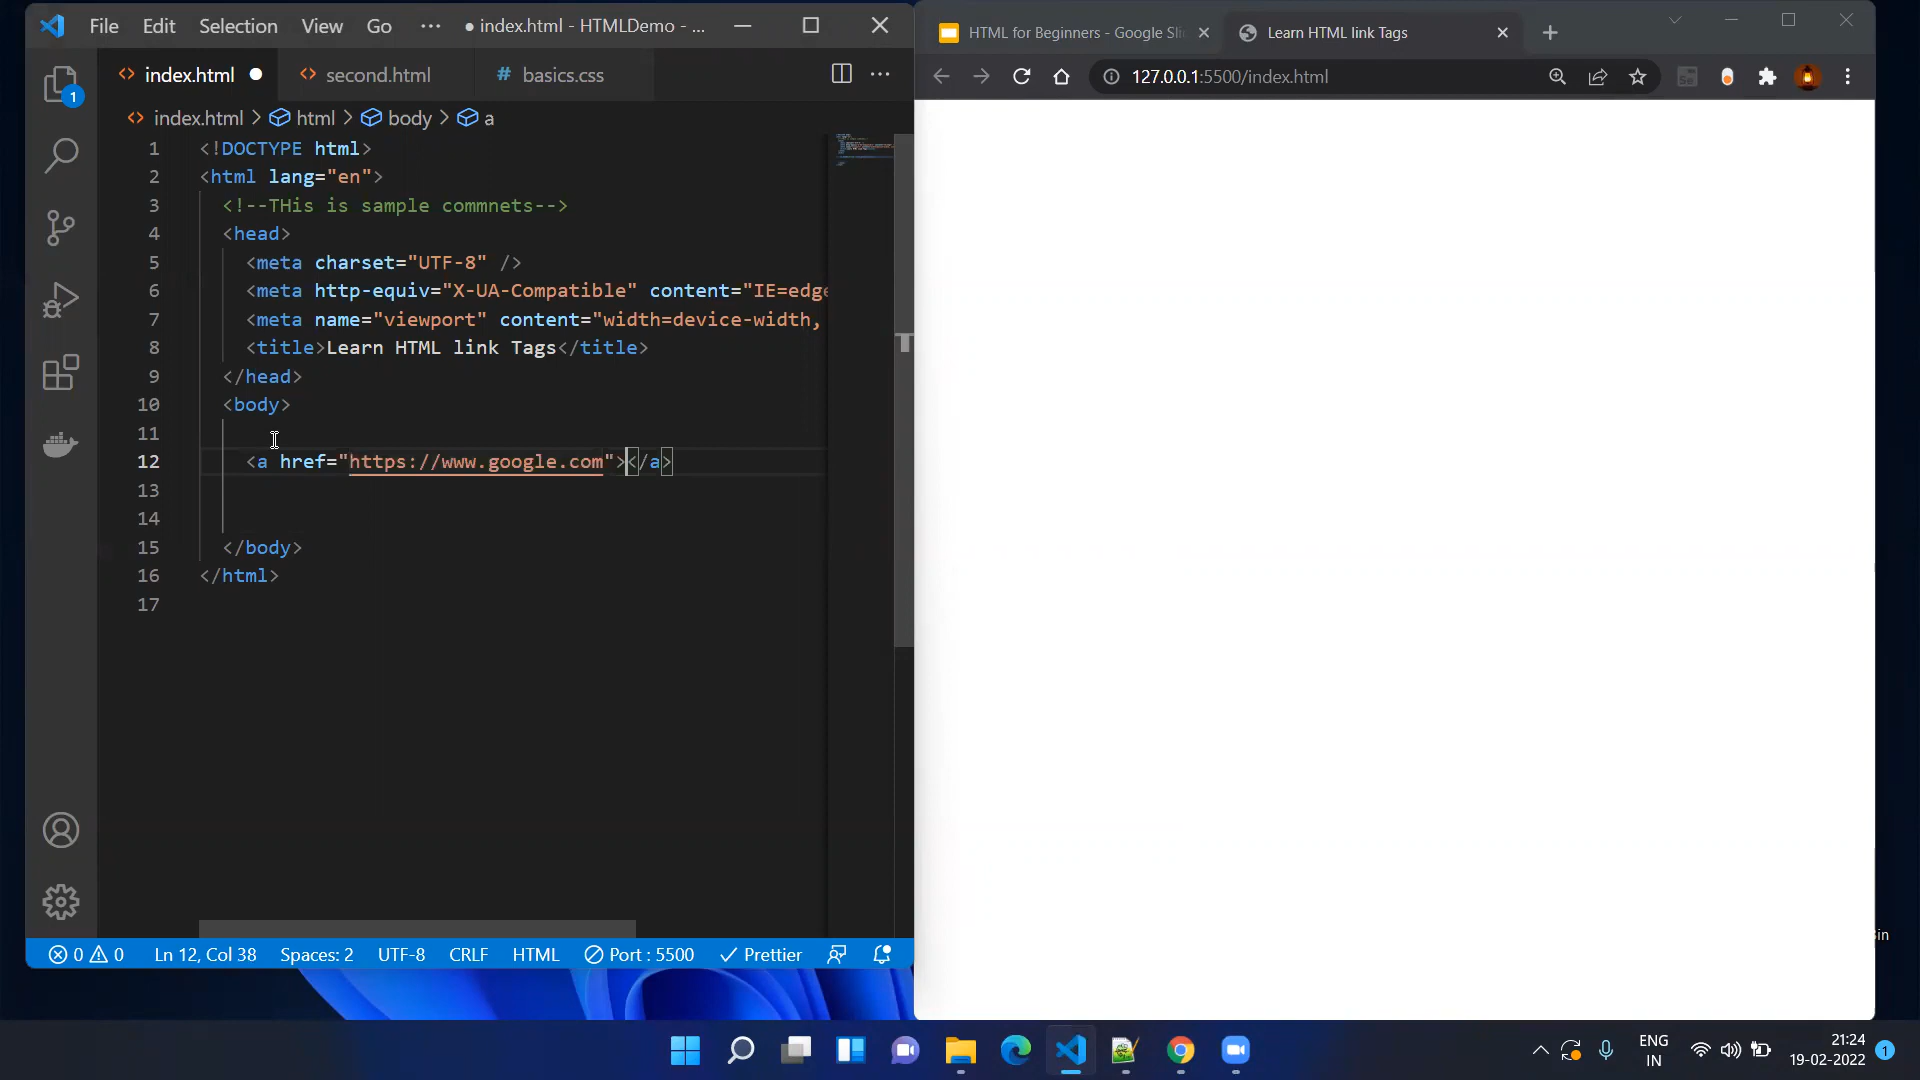 File Edit Selection View Go ··· ● index.html - HTMLDemo - ...
index.html ● second.html # basics.css ···
index.html > html > body > a
1 <!DOCTYPE html>
2 <html lang="en">
3 <!--THis is sample commnets-->
4 <head>
5 <meta charset="UTF-8" />
6 <meta http-equiv="X-UA-Compatible" content="IE=edge
7 <meta name="viewport" content="width=device-width,
8 <title>Learn HTML link Tags</title>
9 </head>
10 <body>
11
12 <a href="https://www.google.com"></a>
13
14
15 </body>
16 </html>
17
1
0 0 Ln 12, Col 38 Spaces: 2 UTF-8 CRLF HTML Port : 5500 Prettier
HTML for Beginners - Google Sli
Learn HTML link Tags
127.0.0.1:5500/index.html
ENG
IN
21:24
19-02-2022
1